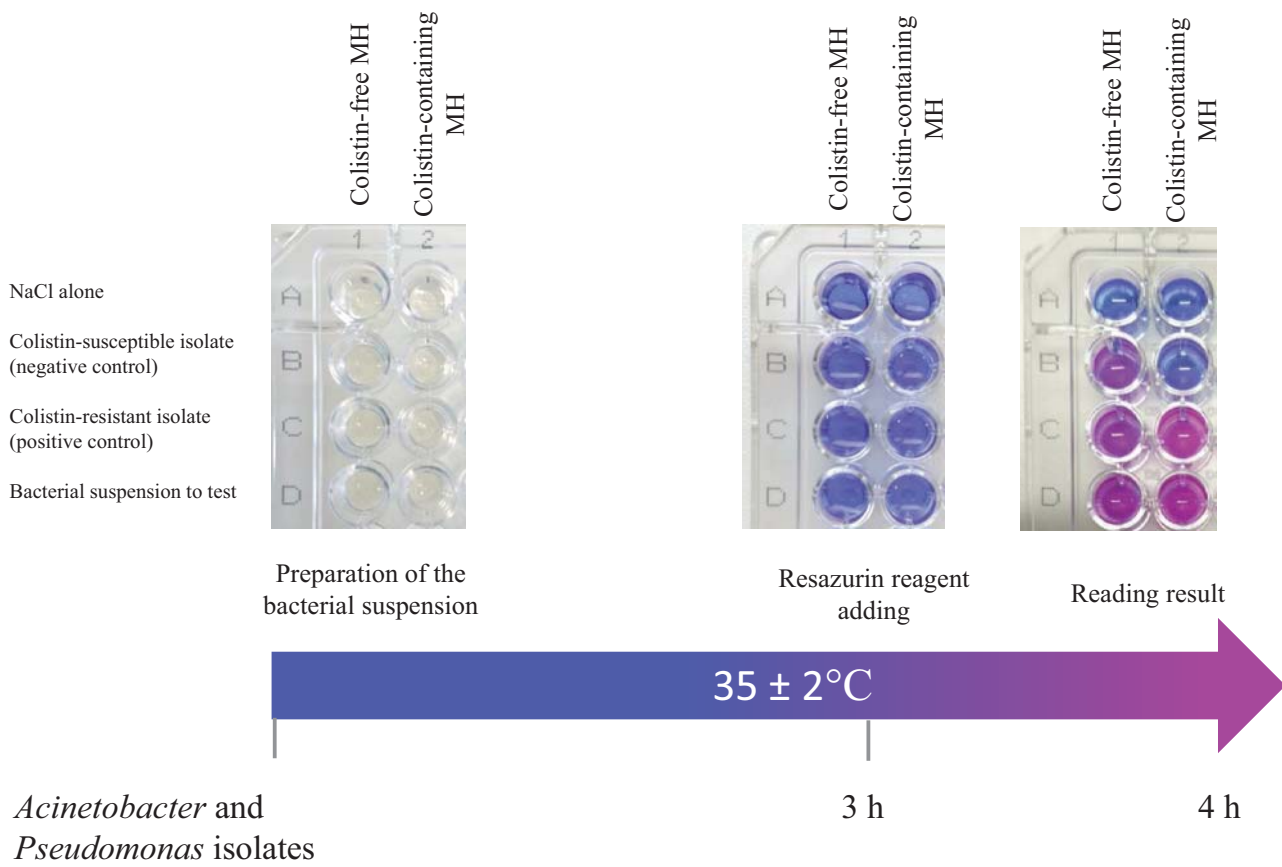 Colistin-free MH
Colistin-containing
MH
Colistin-free MH
Colistin-containing
MH
Colistin-free MH
Colistin-containing
MH
1 2
A
B
C
D
1 2
A
B
C
D
1 2
A
B
C
D
NaCl alone
Colistin-susceptible isolate
(negative control)
Colistin-resistant isolate
(positive control)
Bacterial suspension to test
Preparation of the
bacterial suspension
Resazurin reagent
adding
Reading result
35 ± 2°C
Acinetobacter and
Pseudomonas isolates
3 h
4 h